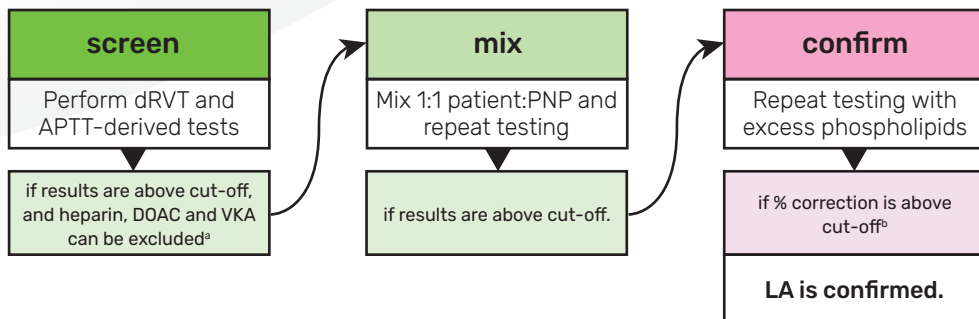 screen
Perform dRVT and
APTT-derived tests
if results are above cut-off,
and heparin, DOAC and VKA
can be excludedᵃ
mix
Mix 1:1 patient:PNP and
repeat testing
if results are above cut-off.
confirm
Repeat testing with
excess phospholipids
if % correction is above
cut-offᵇ
LA is confirmed.